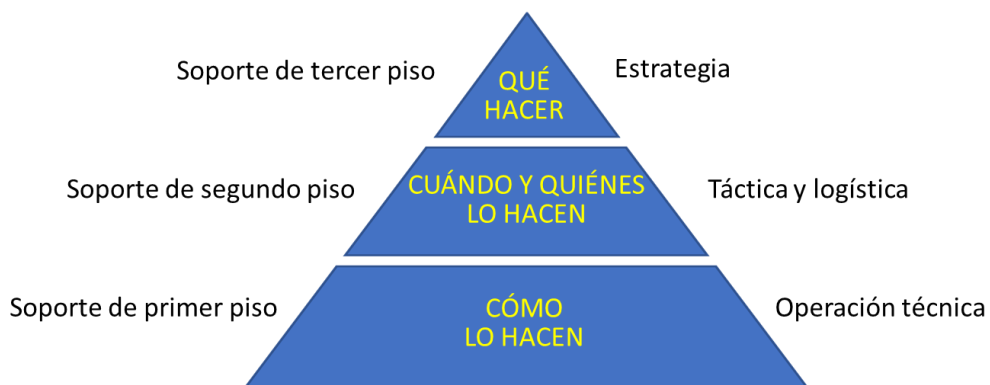 Soporte de tercer piso
QUÉ
HACER
Estrategia
Soporte de segundo piso
CUÁNDO Y QUIÉNES
LO HACEN
Táctica y logística
Soporte de primer piso
CÓMO
LO HACEN
Operación técnica